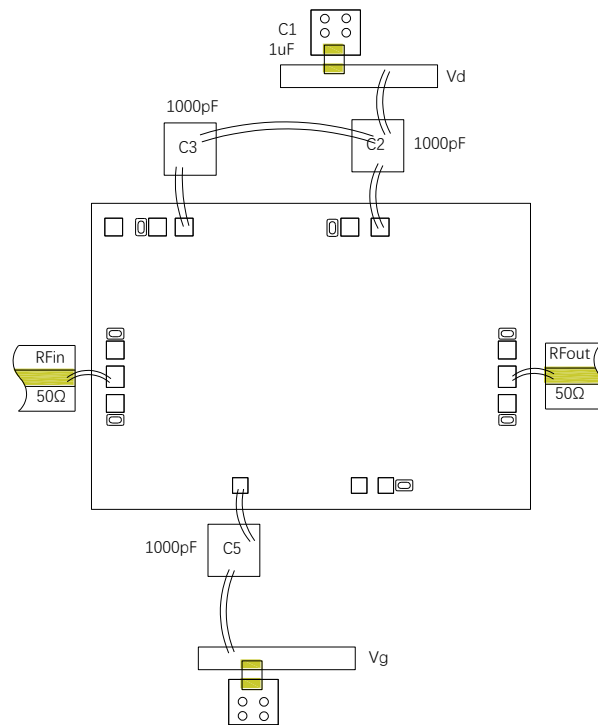 C1
1uF
Vd
1000pF
C3
C2
1000pF
RFin
50Ω
RFout
50Ω
1000pF
C5
Vg